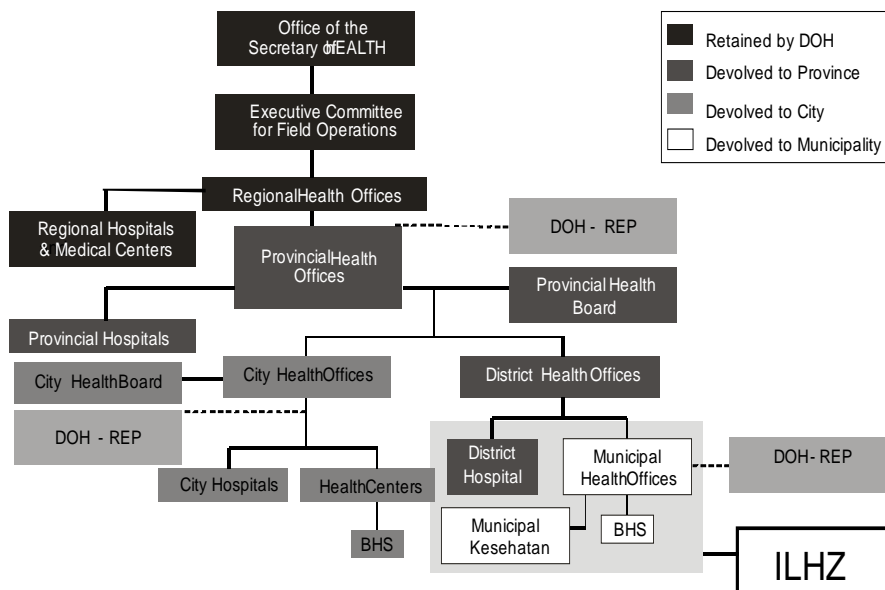 Office of the
Secretary of HEALTH
Executive Committee
for Field Operations
Regional Health Offices
Regional Hospitals
& Medical Centers
Provincial Health
Offices
DOH - REP
Provincial Health
Board
Provincial Hospitals
City Health Board
City Health Offices
District Health Offices
DOH - REP
City Hospitals
Health Centers
BHS
District
Hospital
Municipal
Health Offices
DOH - REP
Municipal
Kesehatan
BHS
ILHZ
Retained by DOH
Devolved to Province
Devolved to City
Devolved to Municipality